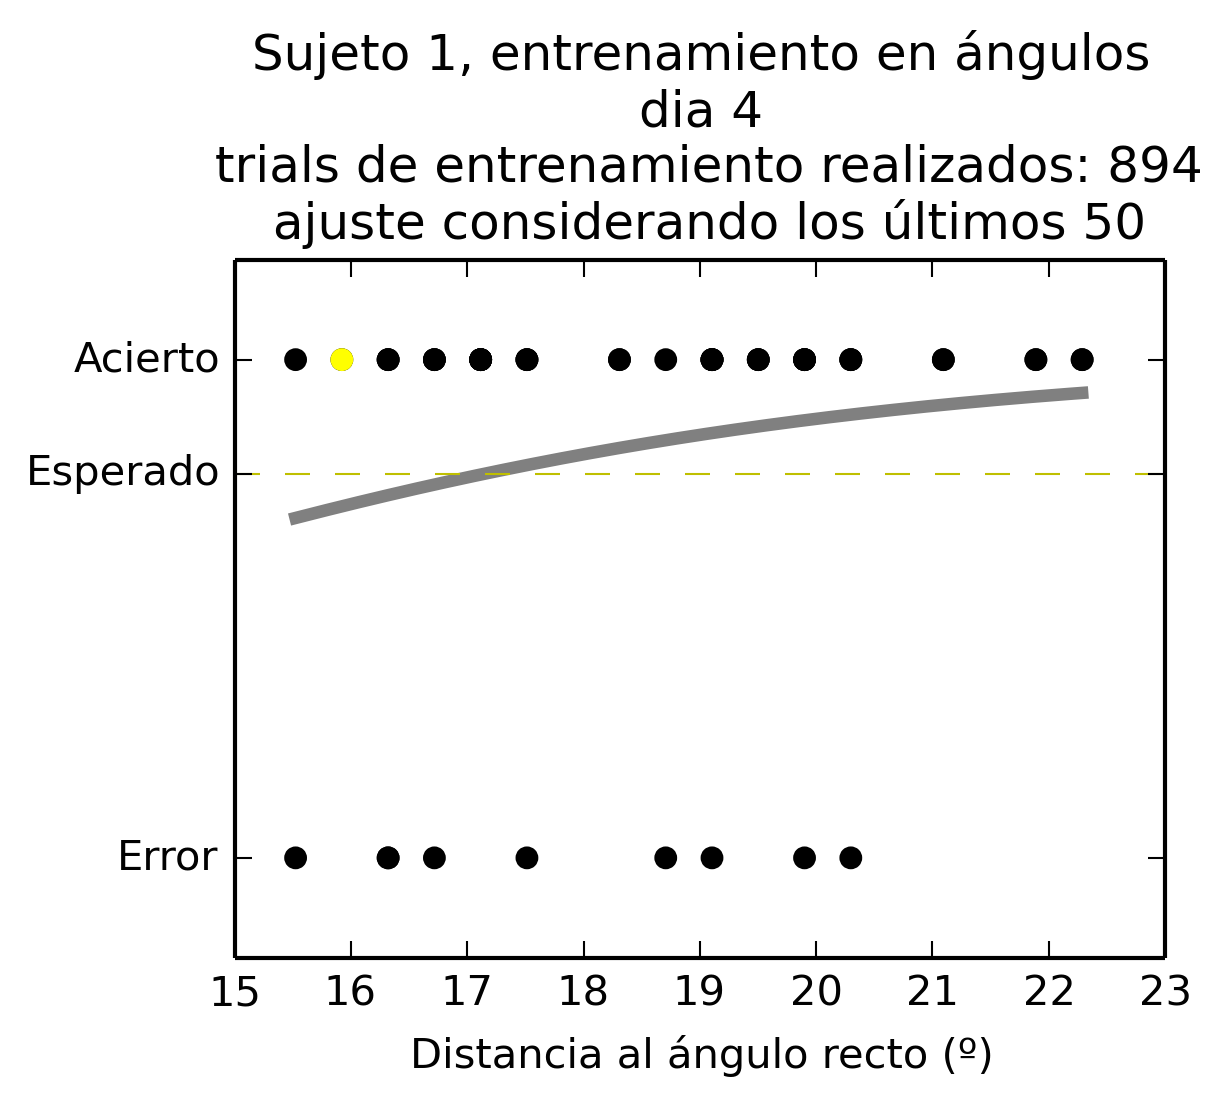 Sujeto 1, entrenamiento en ángulos
dia 4
trials de entrenamiento realizados: 894
ajuste considerando los últimos 50
Acierto
Esperado
Error
15 16 17 18 19 20 21 22 23
Distancia al ángulo recto (º)